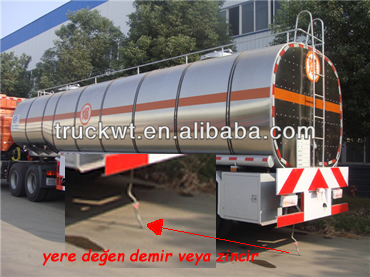 truckwt.en.alibaba.com
yere değen demir veya zincir